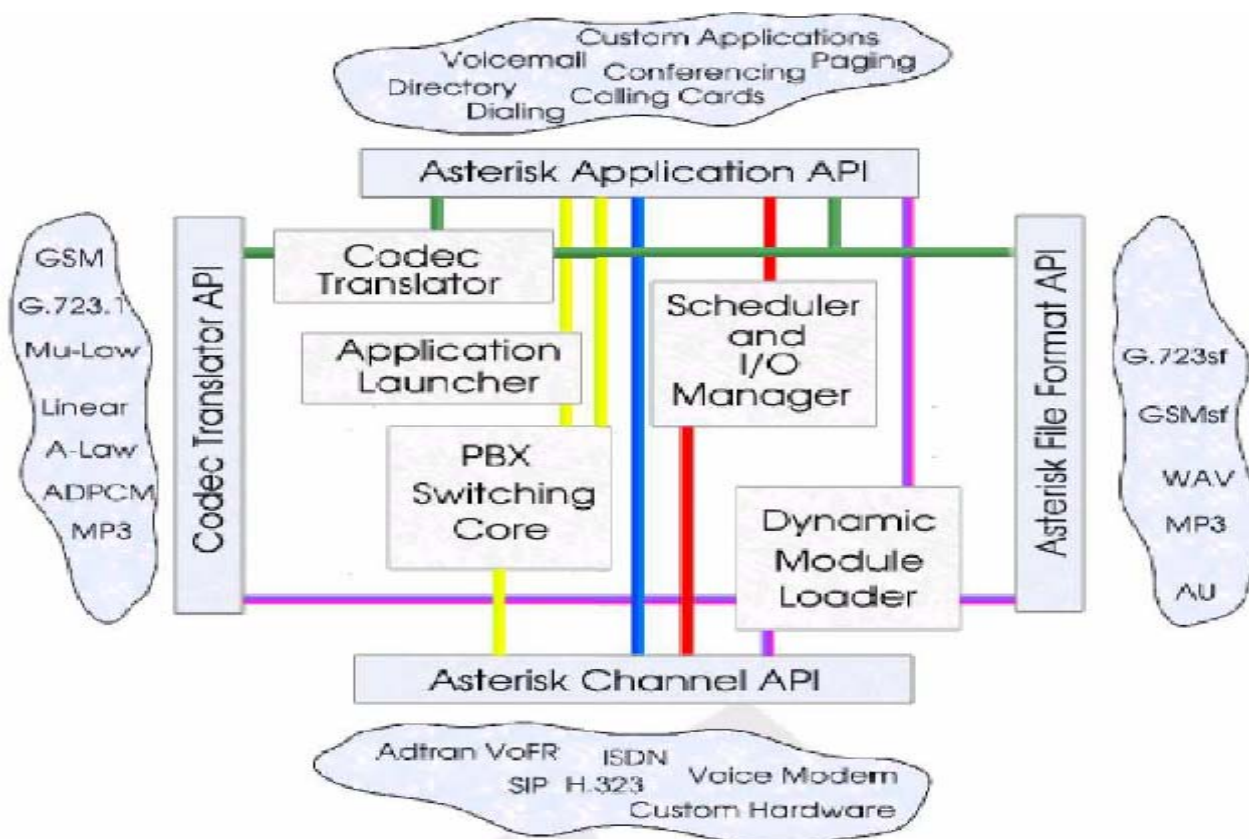 Custom Applications
Voicemail
Paging
Conferencing
Directory
Calling Cards
Dialing
Asterisk Application API
Codec Translator API
GSM
G.723.1
Mu-Law
Linear
A-Law
ADPCM
MP3
Codec
Translator
Application
Launcher
PBX
Switching
Core
Scheduler
and
I/O
Manager
Dynamic
Module
Loader
Asterisk File Format API
G.723sf
GSMsf
WAV
MP3
AU
Asterisk Channel API
Adtran VoFR
ISDN
SIP H.323
Voice Modem
Custom Hardware